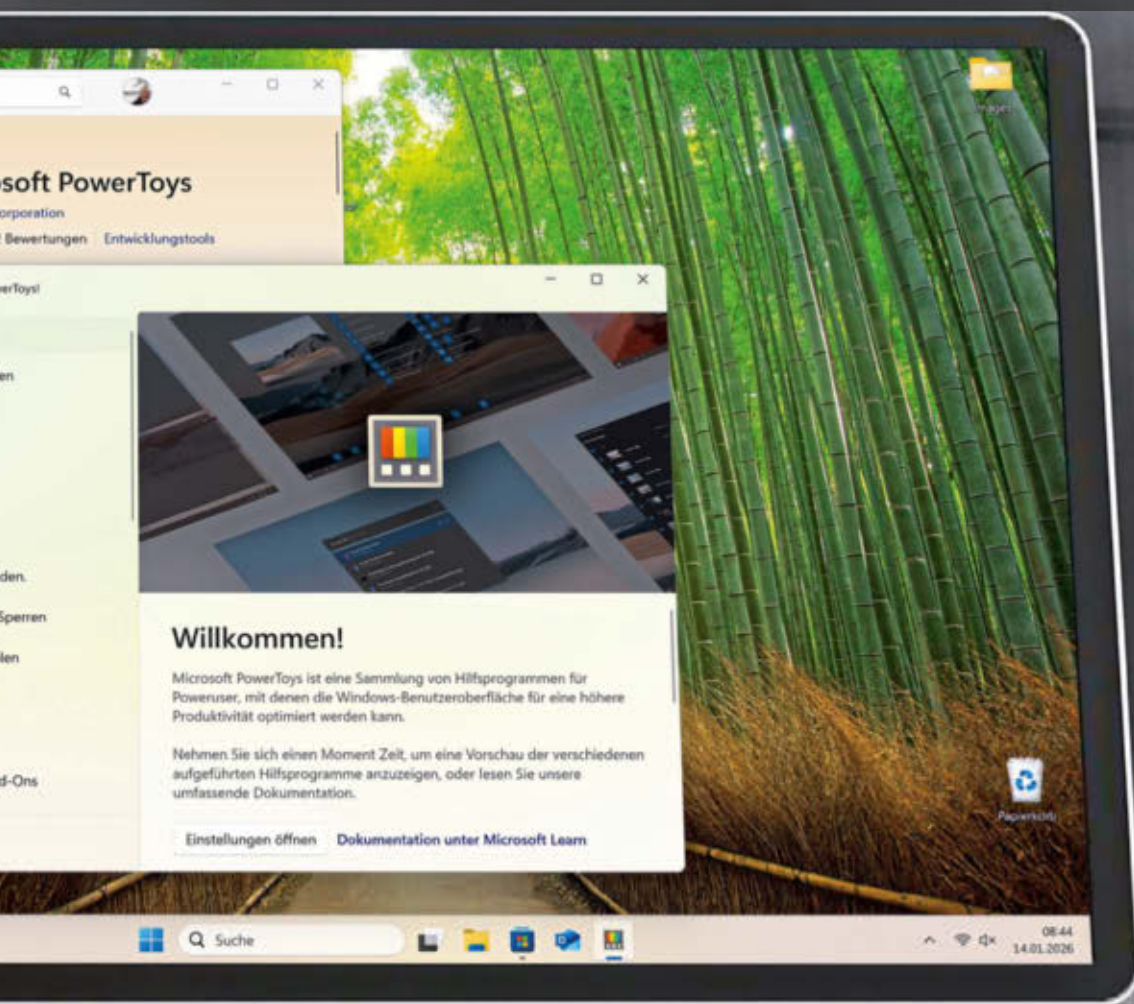 soft PowerToys
orporation
Bewertungen Entwicklungstools
werToys!
en
den.
Sperren
len
d-Ons
Willkommen!
Microsoft PowerToys ist eine Sammlung von Hilfsprogrammen für
Poweruser, mit denen die Windows-Benutzeroberfläche für eine höhere
Produktivität optimiert werden kann.
Nehmen Sie sich einen Moment Zeit, um eine Vorschau der verschiedenen
aufgeführten Hilfsprogramme anzuzeigen, oder lesen Sie unsere
umfassende Dokumentation.
Einstellungen öffnen Dokumentation unter Microsoft Learn
Papierkorb
Suche
08:44
14.01.2026